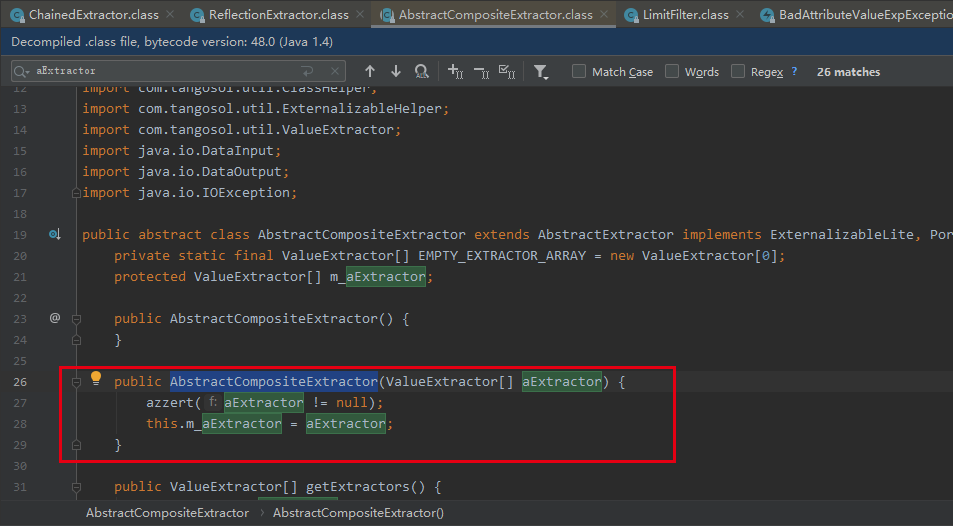 ChainedExtractor.class × ReflectionExtractor.class × AbstractCompositeExtractor.class × LimitFilter.class × BadAttributeValueExpExceptio
Decompiled .class file, bytecode version: 48.0 (Java 1.4)
aExtractor Match Case Words Regex ? 26 matches
12 import com.tangosol.util.ClassHelper;
13 import com.tangosol.util.ExternalizableHelper;
14 import com.tangosol.util.ValueExtractor;
15 import java.io.DataInput;
16 import java.io.DataOutput;
17 import java.io.IOException;
18
19 public abstract class AbstractCompositeExtractor extends AbstractExtractor implements ExternalizableLite, Por
20 private static final ValueExtractor[] EMPTY_EXTRACTOR_ARRAY = new ValueExtractor[0];
21 protected ValueExtractor[] m_aExtractor;
22
23 @ public AbstractCompositeExtractor() {
24 }
25
26 public AbstractCompositeExtractor(ValueExtractor[] aExtractor) {
27 azzert( f: aExtractor != null);
28 this.m_aExtractor = aExtractor;
29 }
30
31 public ValueExtractor[] getExtractors() {
AbstractCompositeExtractor › AbstractCompositeExtractor()